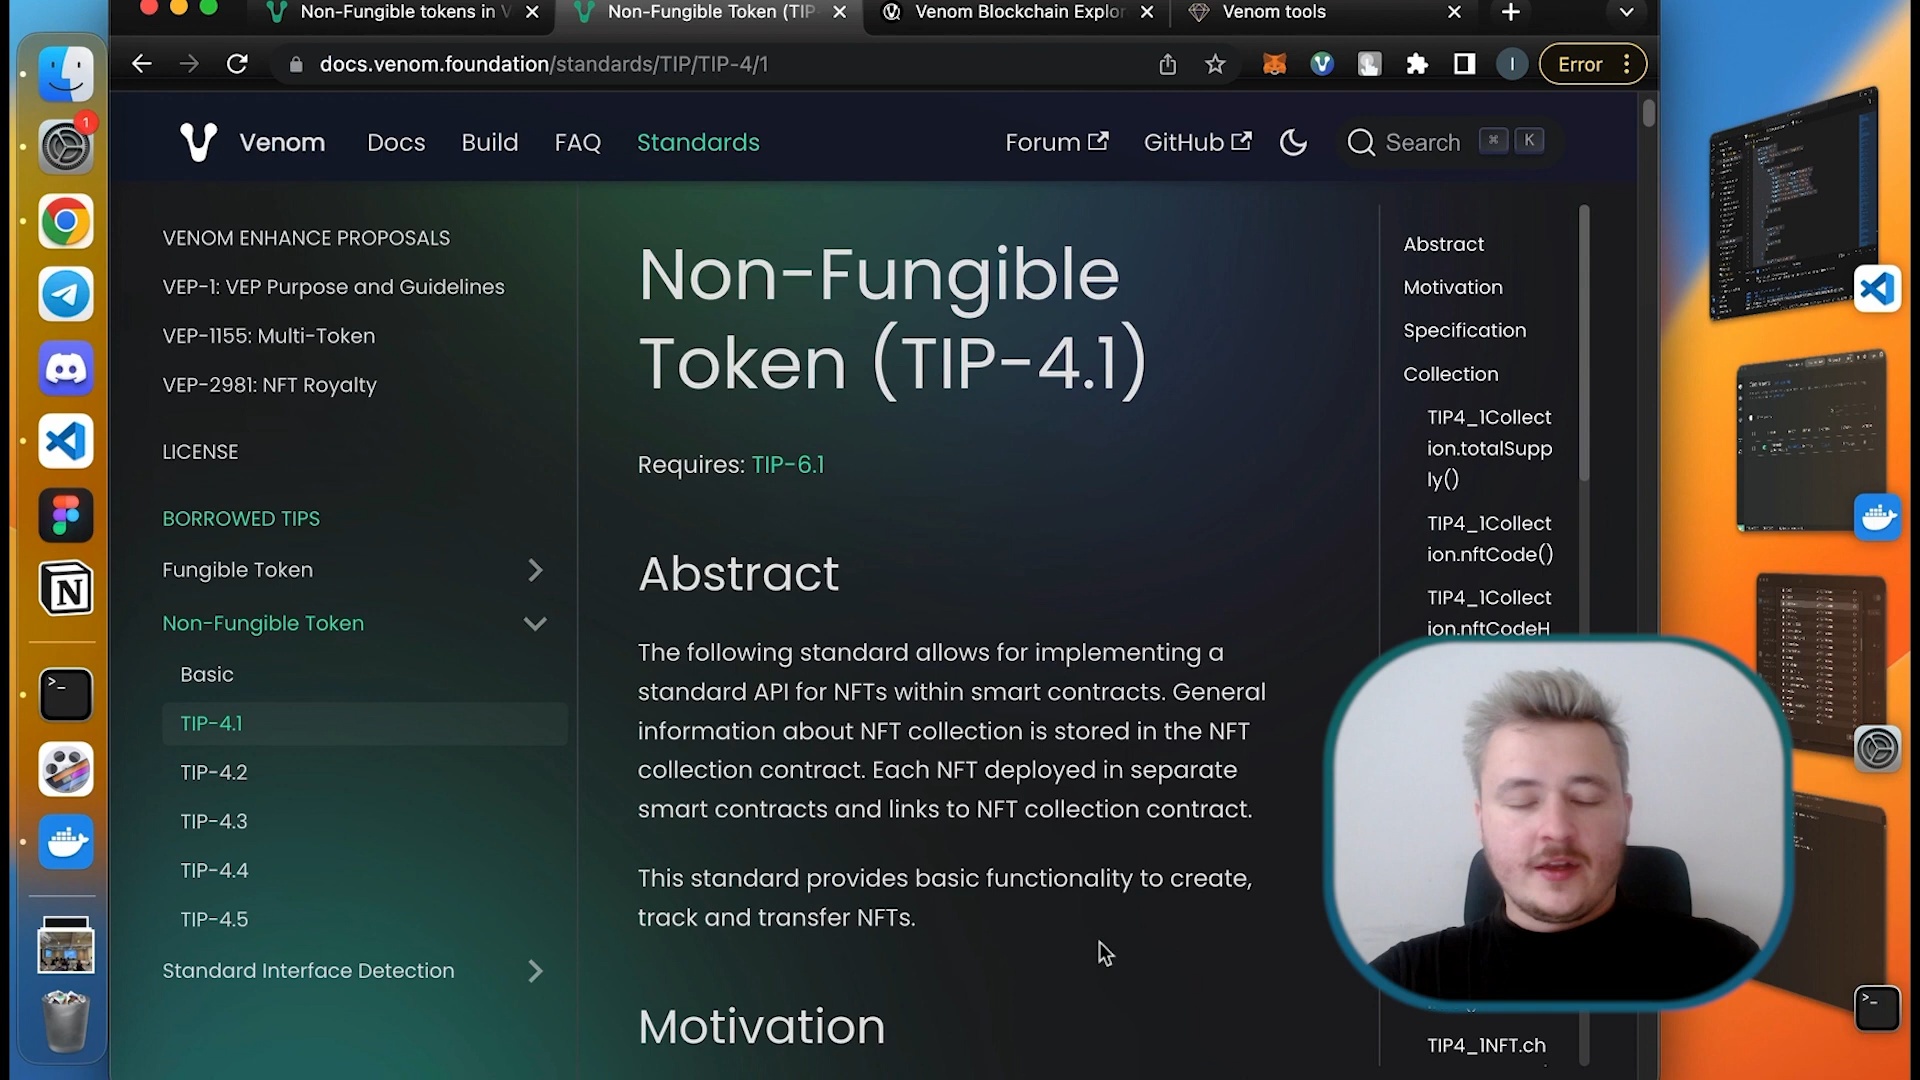 Non-Fungible tokens in V
Non-Fungible Token (TIP-
Venom Blockchain Explor
Venom tools
docs.venom.foundation/standards/TIP/TIP-4/1
I
Error
1
Venom
Docs
Build
FAQ
Standards
Forum
GitHub
Search
⌘ K
VENOM ENHANCE PROPOSALS
VEP-1: VEP Purpose and Guidelines
VEP-1155: Multi-Token
VEP-2981: NFT Royalty
LICENSE
BORROWED TIPS
Fungible Token
Non-Fungible Token
Basic
TIP-4.1
TIP-4.2
TIP-4.3
TIP-4.4
TIP-4.5
Standard Interface Detection
Non-Fungible
Token (TIP-4.1)
Requires: TIP-6.1
Abstract
The following standard allows for implementing a
standard API for NFTs within smart contracts. General
information about NFT collection is stored in the NFT
collection contract. Each NFT deployed in separate
smart contracts and links to NFT collection contract.
This standard provides basic functionality to create,
track and transfer NFTs.
Motivation
Abstract
Motivation
Specification
Collection
TIP4_1Collect
ion.totalSupp
ly()
TIP4_1Collect
ion.nftCode()
TIP4_1Collect
ion.nftCodeH
TIP4_1NFT.ch